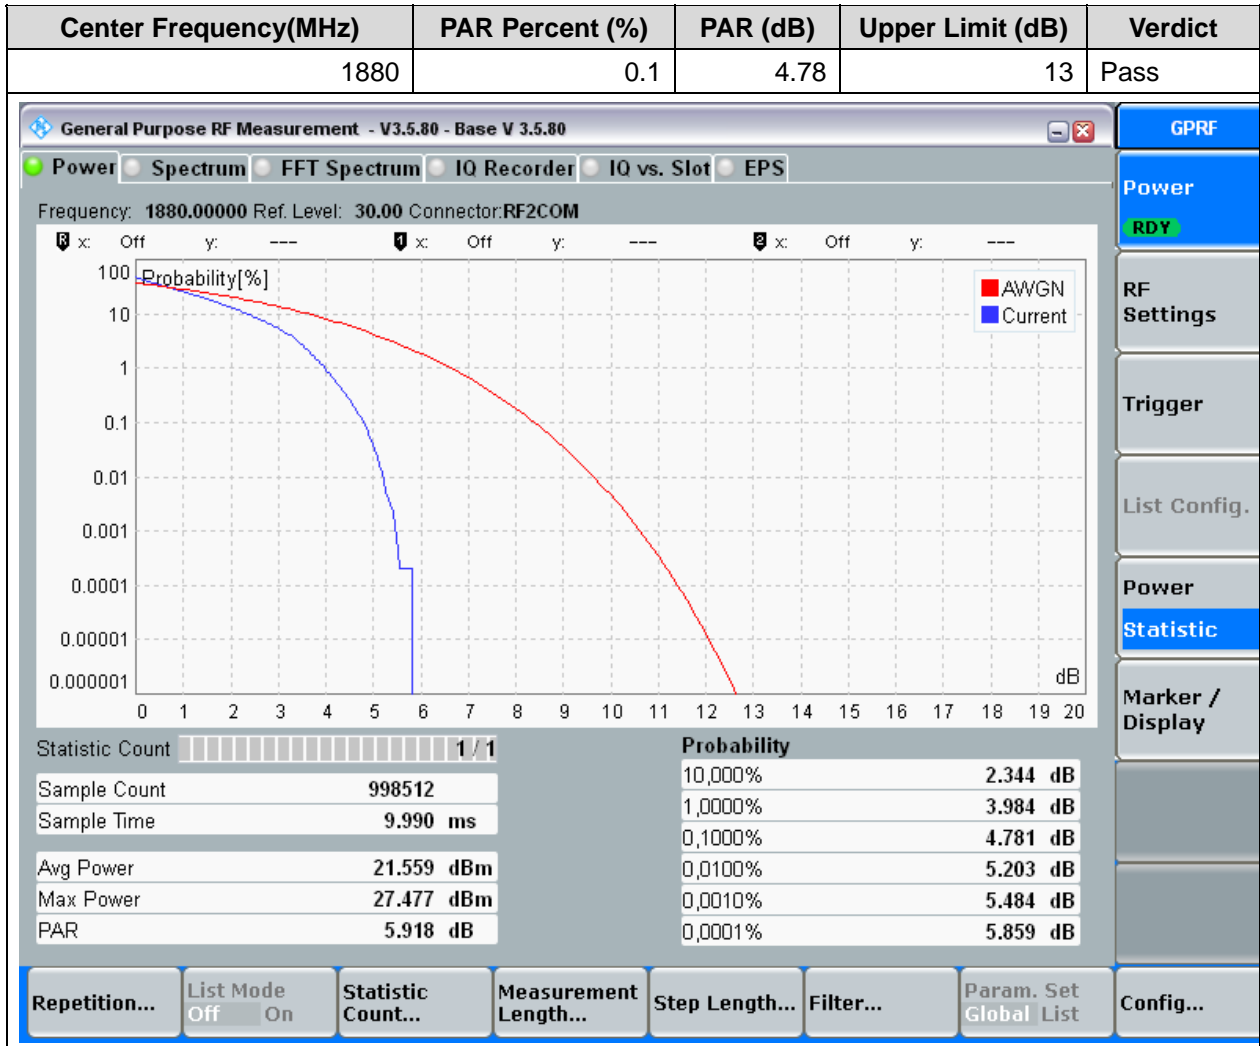 Center Frequency(MHz) PAR Percent (%) PAR (dB) Upper Limit (dB) Verdict
1880 0.1 4.78 13 Pass
General Purpose RF Measurement - V3.5.80 - Base V 3.5.80
GPRF
Power Spectrum FFT Spectrum IQ Recorder IQ vs. Slot EPS
Power
RDY
Frequency: 1880.00000 Ref. Level: 30.00 Connector:RF2COM
R x: Off y: --- 1 x: Off y: --- 2 x: Off y: ---
Probability[%]
AWGN
Current
100
10
1
0.1
0.01
0.001
0.0001
0.00001
0.000001
dB
0 1 2 3 4 5 6 7 8 9 10 11 12 13 14 15 16 17 18 19 20
RF
Settings
Trigger
List Config.
Power
Statistic
Marker /
Display
Statistic Count 1 / 1
Sample Count 998512
Sample Time 9.990 ms
Avg Power 21.559 dBm
Max Power 27.477 dBm
PAR 5.918 dB
Probability
10,000% 2.344 dB
1,0000% 3.984 dB
0,1000% 4.781 dB
0,0100% 5.203 dB
0,0010% 5.484 dB
0,0001% 5.859 dB
Repetition...
List Mode
Off On
Statistic
Count...
Measurement
Length...
Step Length...
Filter...
Param. Set
Global List
Config...